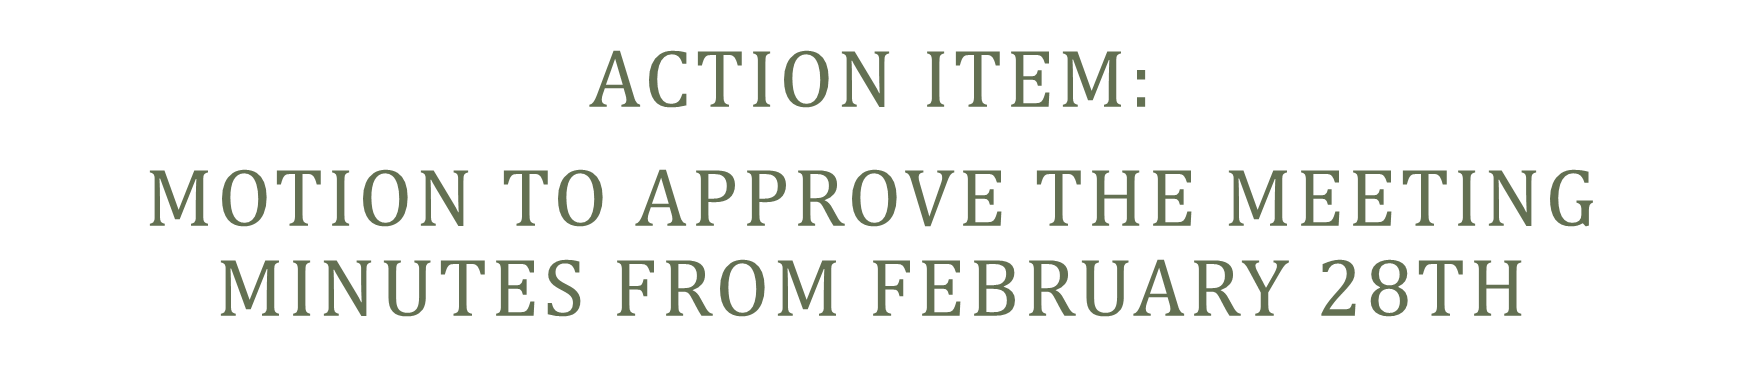 ACTION ITEM:
MOTION TO APPROVE THE MEETING
MINUTES FROM FEBRUARY 28TH